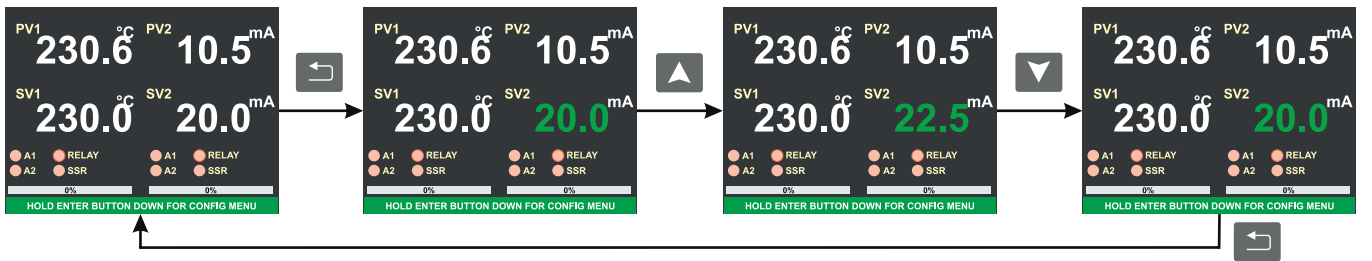 PV1 230.6 °C PV2 10.5 mA
SV1 230.0 °C SV2 20.0 mA
A1 RELAY A1 RELAY
A2 SSR A2 SSR
0% 0%
HOLD ENTER BUTTON DOWN FOR CONFIG MENU
PV1 230.6 °C PV2 10.5 mA
SV1 230.0 °C SV2 20.0 mA
A1 RELAY A1 RELAY
A2 SSR A2 SSR
0% 0%
HOLD ENTER BUTTON DOWN FOR CONFIG MENU
PV1 230.6 °C PV2 10.5 mA
SV1 230.0 °C SV2 22.5 mA
A1 RELAY A1 RELAY
A2 SSR A2 SSR
0% 0%
HOLD ENTER BUTTON DOWN FOR CONFIG MENU
PV1 230.6 °C PV2 10.5 mA
SV1 230.0 °C SV2 20.0 mA
A1 RELAY A1 RELAY
A2 SSR A2 SSR
0% 0%
HOLD ENTER BUTTON DOWN FOR CONFIG MENU